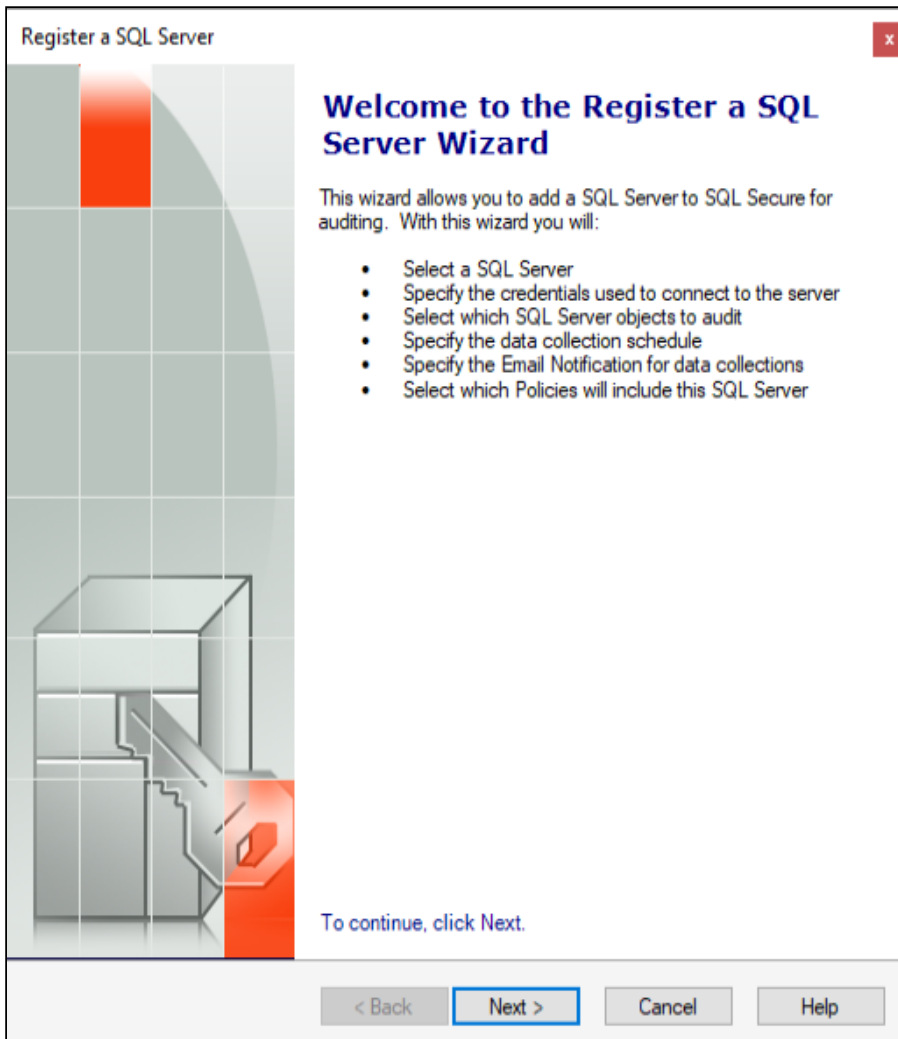 Register a SQL Server
x
Welcome to the Register a SQL
Server Wizard
This wizard allows you to add a SQL Server to SQL Secure for
auditing.  With this wizard you will:
• Select a SQL Server
• Specify the credentials used to connect to the server
• Select which SQL Server objects to audit
• Specify the data collection schedule
• Specify the Email Notification for data collections
• Select which Policies will include this SQL Server
To continue, click Next.
< Back Next > Cancel Help